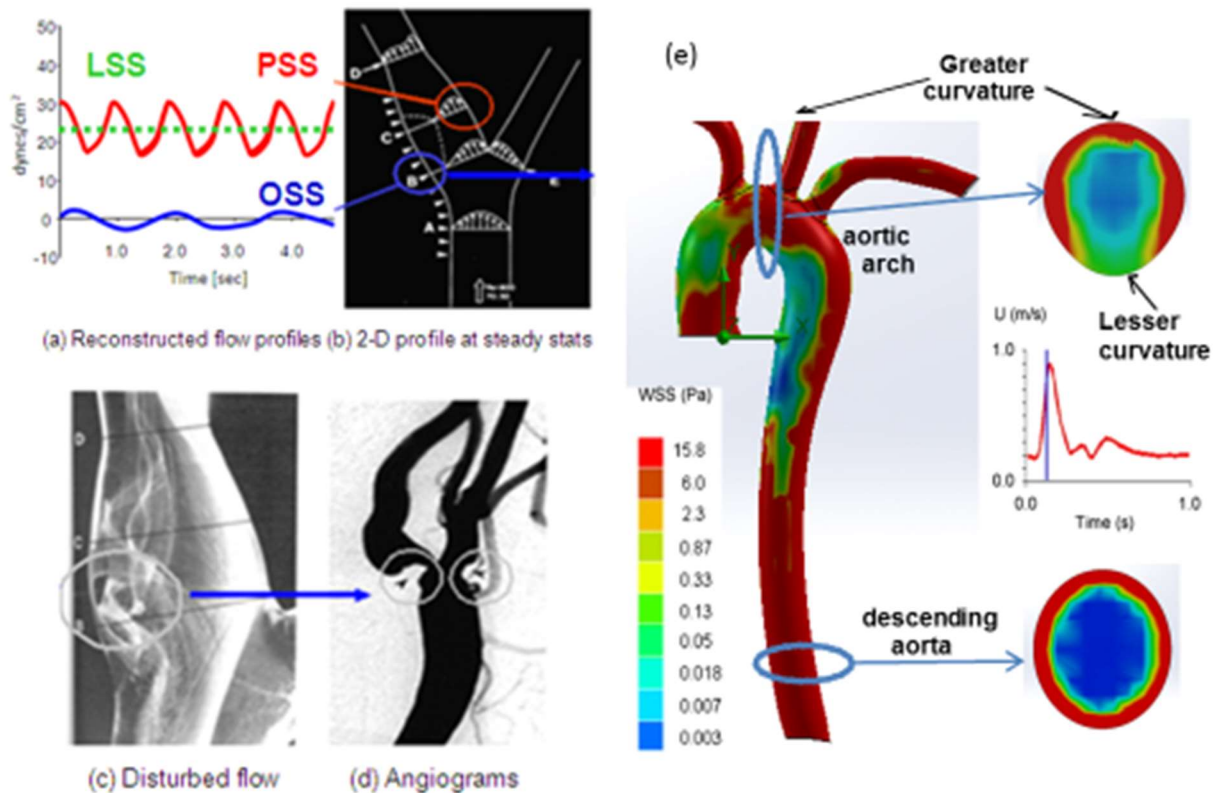 50
40
30
20
10
0
-10
dynes/cm²
LSS
PSS
OSS
1.0
2.0
3.0
4.0
Time [sec]
D
C
B
A
E
(a) Reconstructed flow profiles (b) 2-D profile at steady stats
D
C
(c) Disturbed flow
(d) Angiograms
(e)
Greater
curvature
aortic
arch
X
Lesser
curvature
U (m/s)
1.0
0.0
0.0
1.0
Time (s)
WSS (Pa)
15.8
6.0
2.3
0.87
0.33
0.13
0.05
0.018
0.007
0.003
descending
aorta